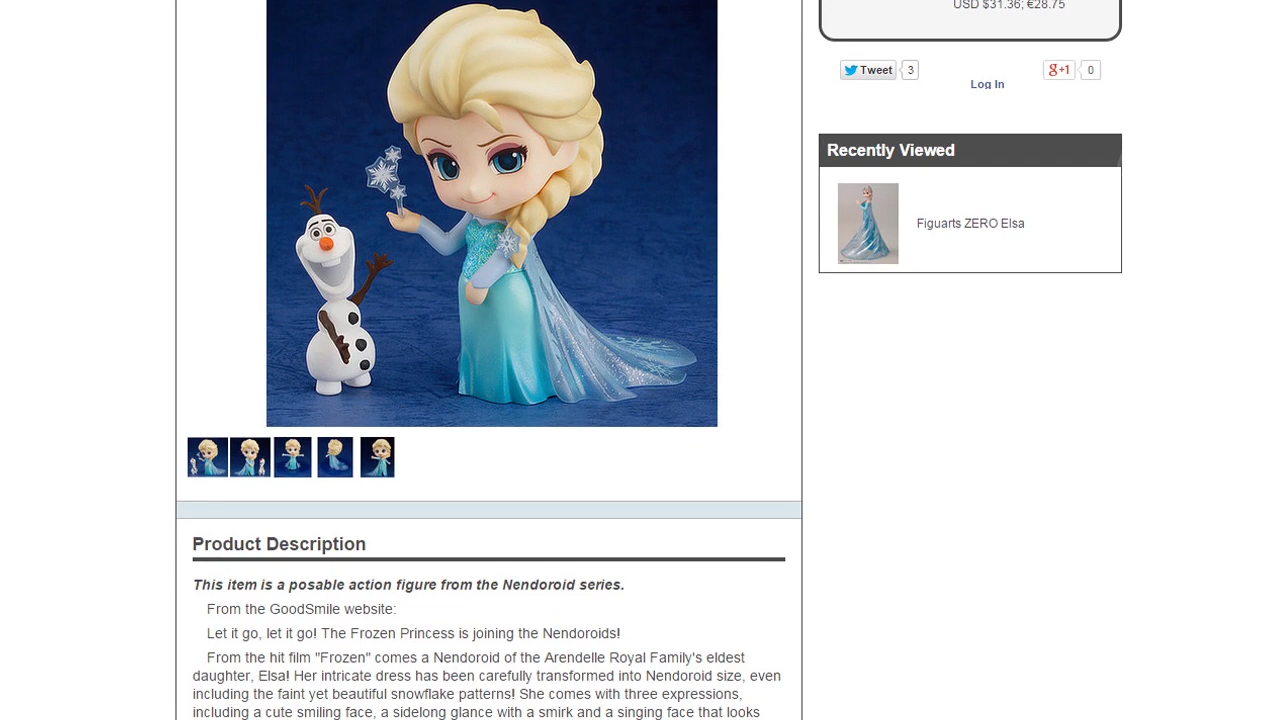 USD $31.36; €28.75
Tweet 3
g+1 0
Log In
Recently Viewed
Figuarts ZERO Elsa
Product Description
This item is a posable action figure from the Nendoroid series.
From the GoodSmile website:
Let it go, let it go! The Frozen Princess is joining the Nendoroids!
From the hit film "Frozen" comes a Nendoroid of the Arendelle Royal Family's eldest
daughter, Elsa! Her intricate dress has been carefully transformed into Nendoroid size, even
including the faint yet beautiful snowflake patterns! She comes with three expressions,
including a cute smiling face, a sidelong glance with a smirk and a singing face that looks